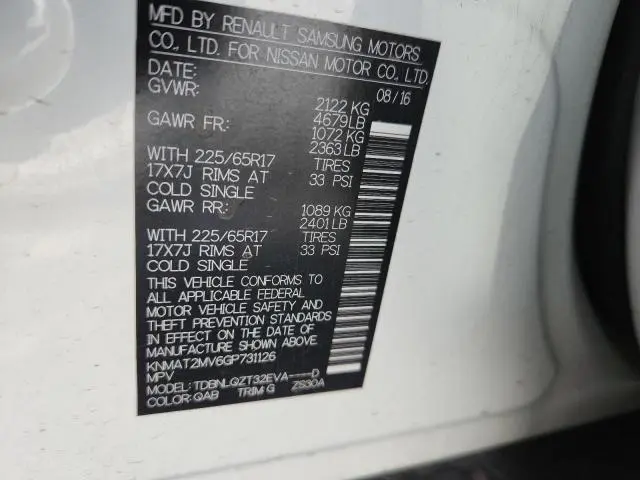 MFD BY RENAULT SAMSUNG MOTORS
CO., LTD. FOR NISSAN MOTOR CO., LTD.
DATE: 08/16
GVWR: 2122 KG
4679LB
GAWR FR: 1072 KG
2363 LB
WITH 225/65R17 TIRES
17X7J RIMS AT 33 PSI
COLD SINGLE
GAWR RR: 1089 KG
2401 LB
WITH 225/65R17 TIRES
17X7J RIMS AT 33 PSI
COLD SINGLE
THIS VEHICLE CONFORMS TO
ALL APPLICABLE FEDERAL
MOTOR VEHICLE SAFETY AND
THEFT PREVENTION STANDARDS
IN EFFECT ON THE DATE OF
MANUFACTURE SHOWN ABOVE
KNMAT2MV6GP731126
MPV
MODEL: TDBNLQZT32EVA----D
COLOR: QAB TRIM: G ZS30A